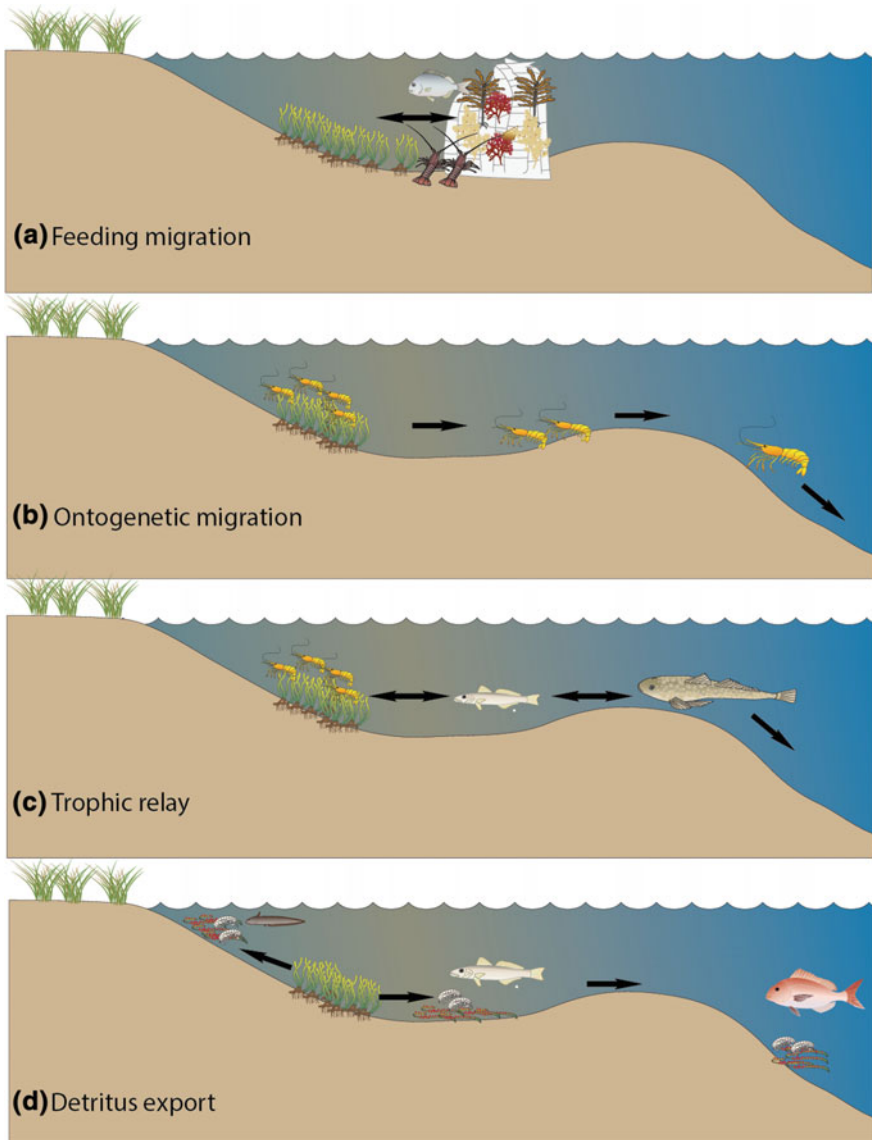 (a) Feeding migration
(b) Ontogenetic migration
(c) Trophic relay
(d) Detritus export